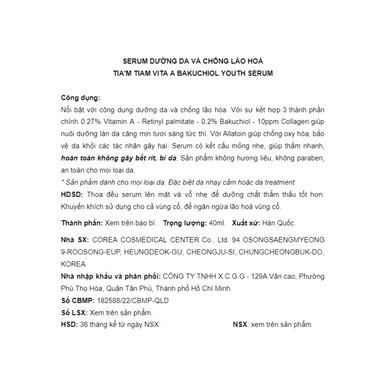 SERUM DƯỠNG DA VÀ CHỐNG LÃO HOÁ
TIA'M TIAM VITA A BAKUCHIOL YOUTH SERUM
Công dụng:
Nổi bật với công dụng dưỡng da và chống lão hóa. Với sư kết hợp 3 thành phần
chính 0.27% Vitamin A - Retinyl palmitate - 0.2% Bakuchiol - 10ppm Collagen giúp
nuôi dưỡng làn da căng mịn tươi sáng tức thì. Với Allatoin giúp chống oxy hóa, bảo
vệ da khỏi các tác nhân gây hại. Serum có kết cấu mỏng nhẹ, giúp thấm nhanh,
hoàn toàn không gây bết rít, bí da. Sản phẩm không hương liệu, không paraben,
an toàn cho mọi loại da.
* Sản phẩm dành cho mọi loại da. Đặc biệt da nhạy cảm hoặc da treatment
HDSD: Thoa đều serum lên mặt và vỗ nhẹ để dưỡng chất thẩm thấu tốt hơn.
Khuyến khích sử dụng cho cả vùng cổ, để ngăn ngừa lão hoá vùng cổ.
Thành phần: Xem trên bao bì. Trọng lượng: 40ml. Xuất xứ: Hàn Quốc.
Nhà SX: COREA COSMEDICAL CENTER Co., Ltd. 94 OSONGSAENGMYEONG
9-ROOSONG-EUP, HEUNGDEOK-GU, CHEONGJU-SI, CHUNGCHEONGBUK-DO,
KOREA
Nhà nhập khẩu và phân phối: CÔNG TY TNHH X.C.G.G - 129A Văn cao, Phường
Phú Thọ Hòa, Quận Tân Phú, Thành phố Hồ Chí Minh.
Số CBMP: 182588/22/CBMP-QLD
Số LSX: Xem trên sản phẩm.
HSD: 36 tháng kể từ ngày NSX. NSX: xem trên sản phẩm